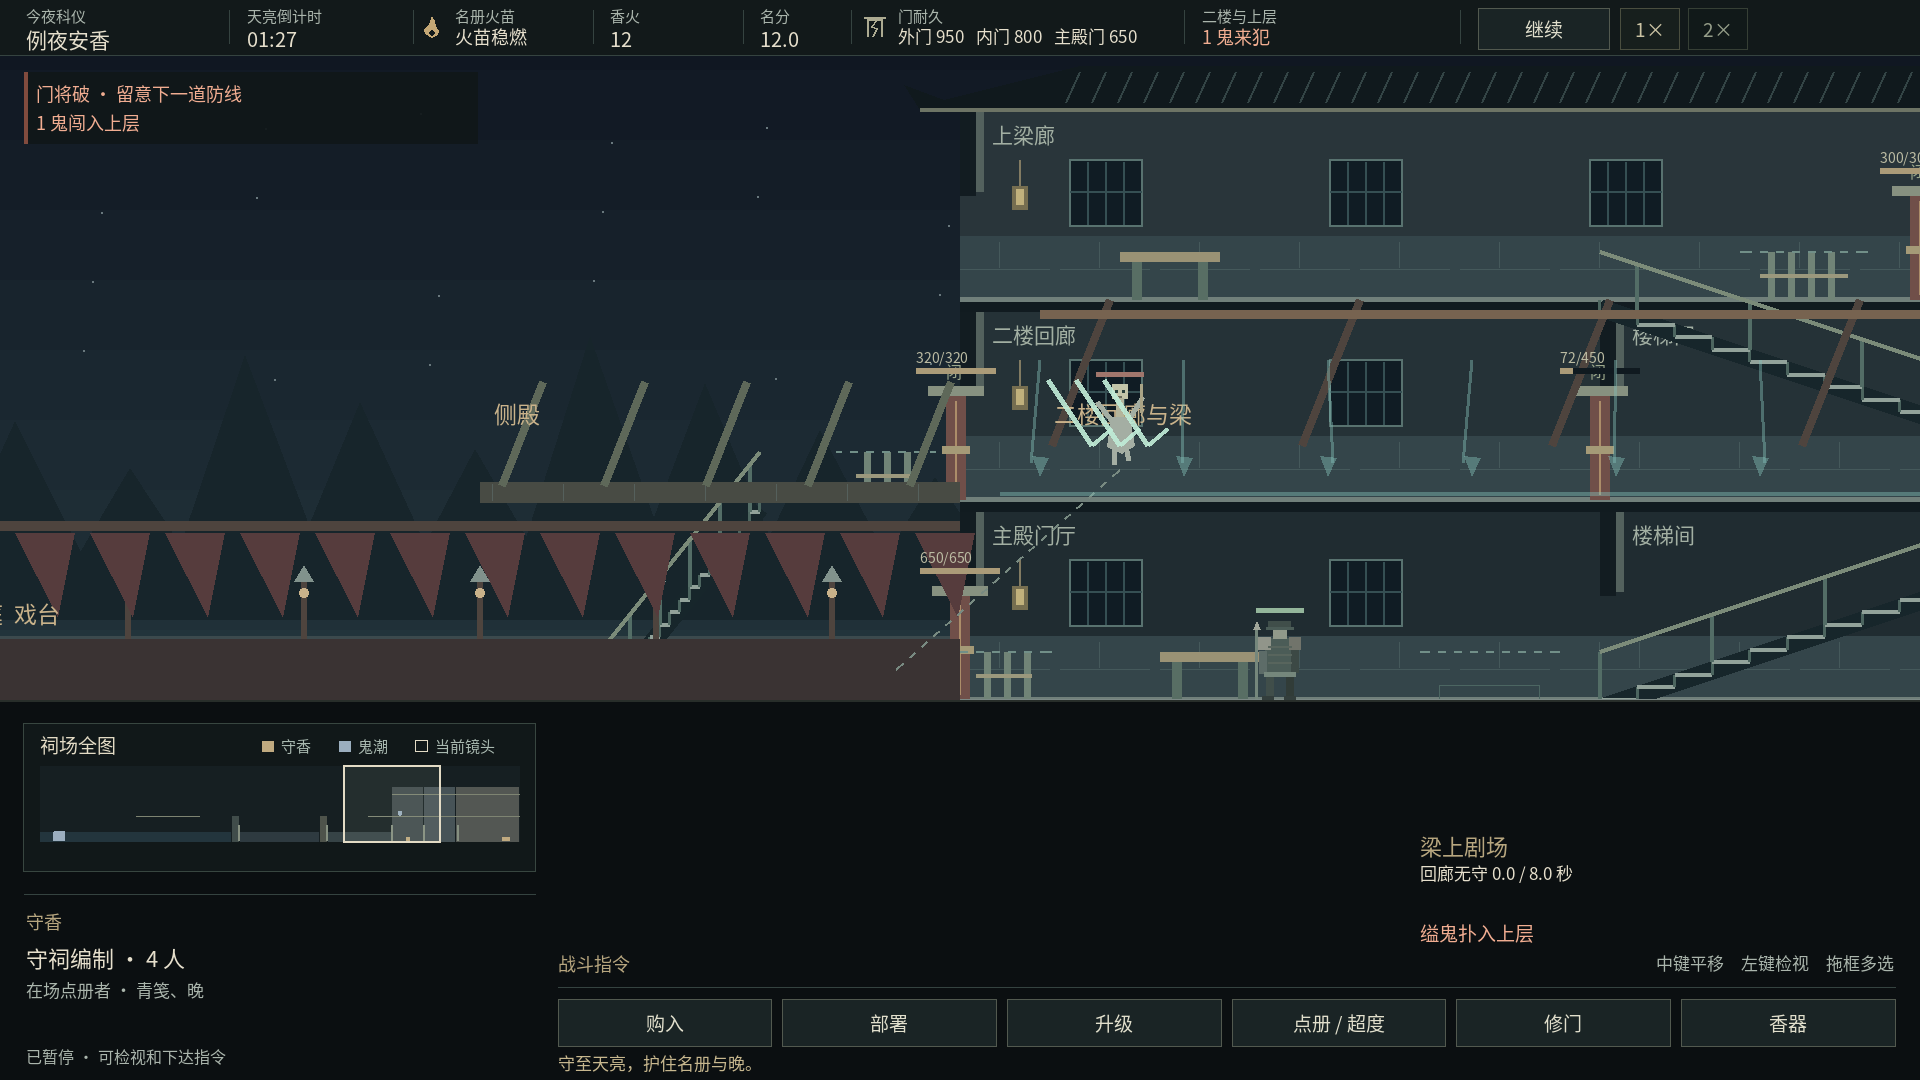 今夜科仪
例夜安香
天亮倒计时
01:27
名册火苗
火苗稳燃
香火
12
名分
12.0
门耐久
外门 950 内门 800 主殿门 650
二楼与上层
1 鬼来犯
继续
1×
2×
门将破 · 留意下一道防线
1 鬼闯入上层
上梁廊
300/30
二楼回廊
320/320
闭
72/450
闭
侧殿
二楼回廊与梁
主殿门厅
楼梯间
650/650
戏台
祠场全图
守香
鬼潮
当前镜头
守香
守祠编制 · 4 人
在场点册者 · 青笺、晚
已暂停 · 可检视和下达指令
梁上剧场
回廊无守 0.0 / 8.0 秒
缢鬼扑入上层
战斗指令
中键平移 左键检视 拖框多选
购入
部署
升级
点册 / 超度
修门
香器
守至天亮，护住名册与晚。